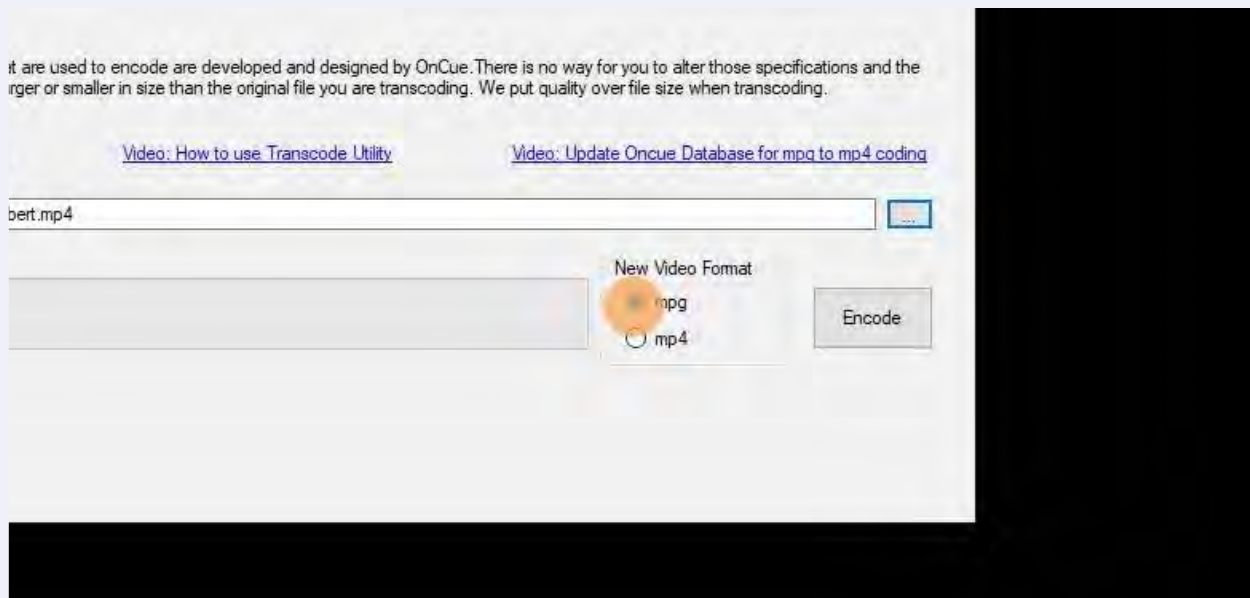 are used to encode are developed and designed by OnCue.There is no way for you to alter those specifications and the
or smaller in size than the original file you are transcoding. We put quality over file size when transcoding.
Video: How to use Transcode Utility
Video: Update Oncue Database for mpg to mp4 coding
bert.mp4
...
New Video Format
mpg
mp4
Encode